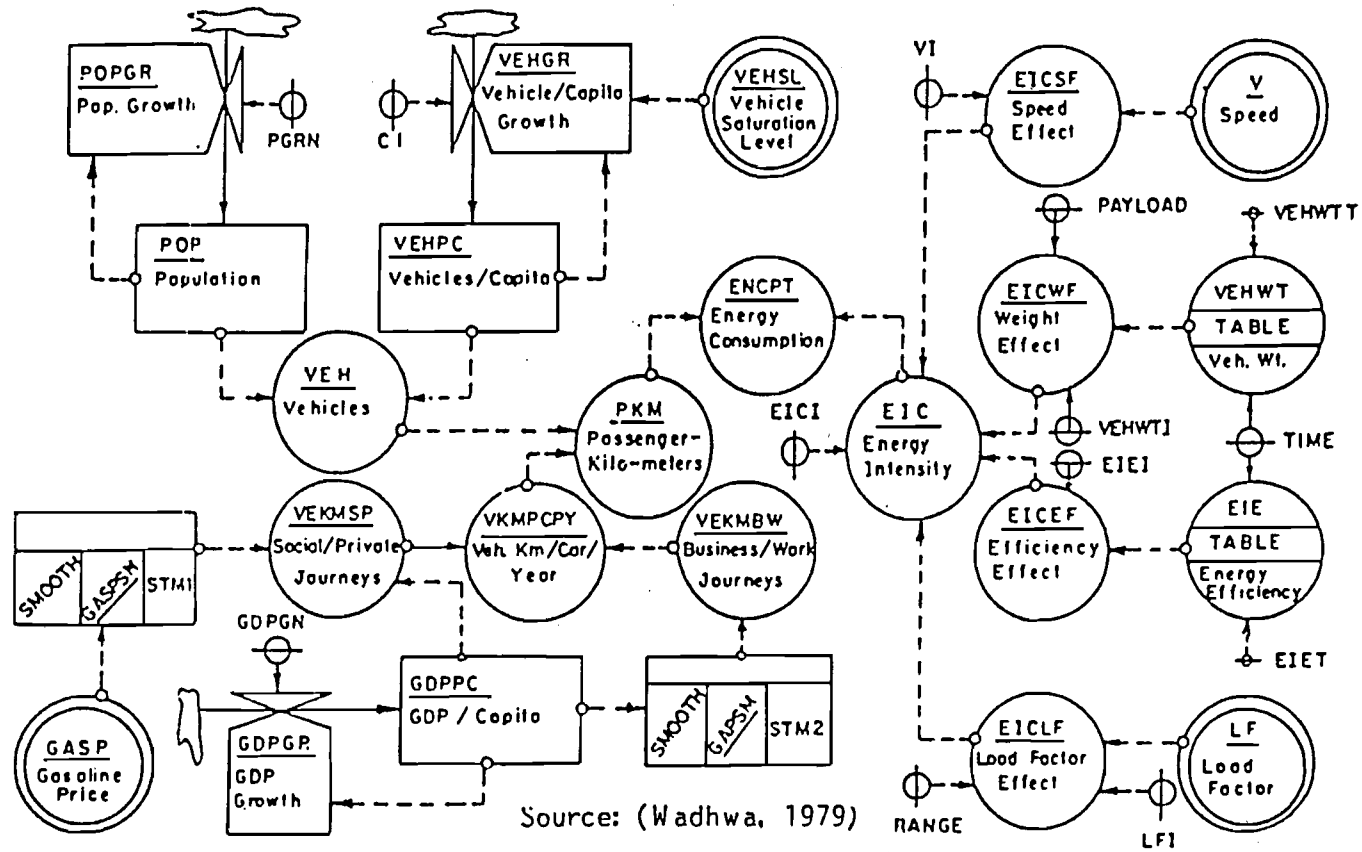 POPGR
Pop. Growth
PGRN
CI
VEHGR
Vehicle/Capita
Growth
VEHSL
Vehicle
Saturation
Level
VI
EICSF
Speed
Effect
V
Speed
POP
Population
VEHPC
Vehicles/Capita
ENCPT
Energy
Consumption
PAYLOAD
VEHWTT
EICWF
Weight
Effect
VEHWT
TABLE
Veh. Wt.
VEH
Vehicles
PKM
Passenger-
Kilo-meters
EICI
EIC
Energy
Intensity
VEHWTI
EIEI
TIME
VEKMSP
Social/Private
Journeys
VKMPCPY
Veh. Km/Car/
Year
VEKMBW
Business/Work
Journeys
EICEF
Efficiency
Effect
EIE
TABLE
Energy
Efficiency
EIET
SMOOTH
GASPSM
STM1
GDPGN
GDPPC
GDP / Capita
SMOOTH
GAPSM
STM2
GASP
Gasoline
Price
GDPGR
GDP
Growth
EICLF
Load Factor
Effect
LF
Load
Factor
RANGE
LFI
Source: (Wadhwa, 1979)